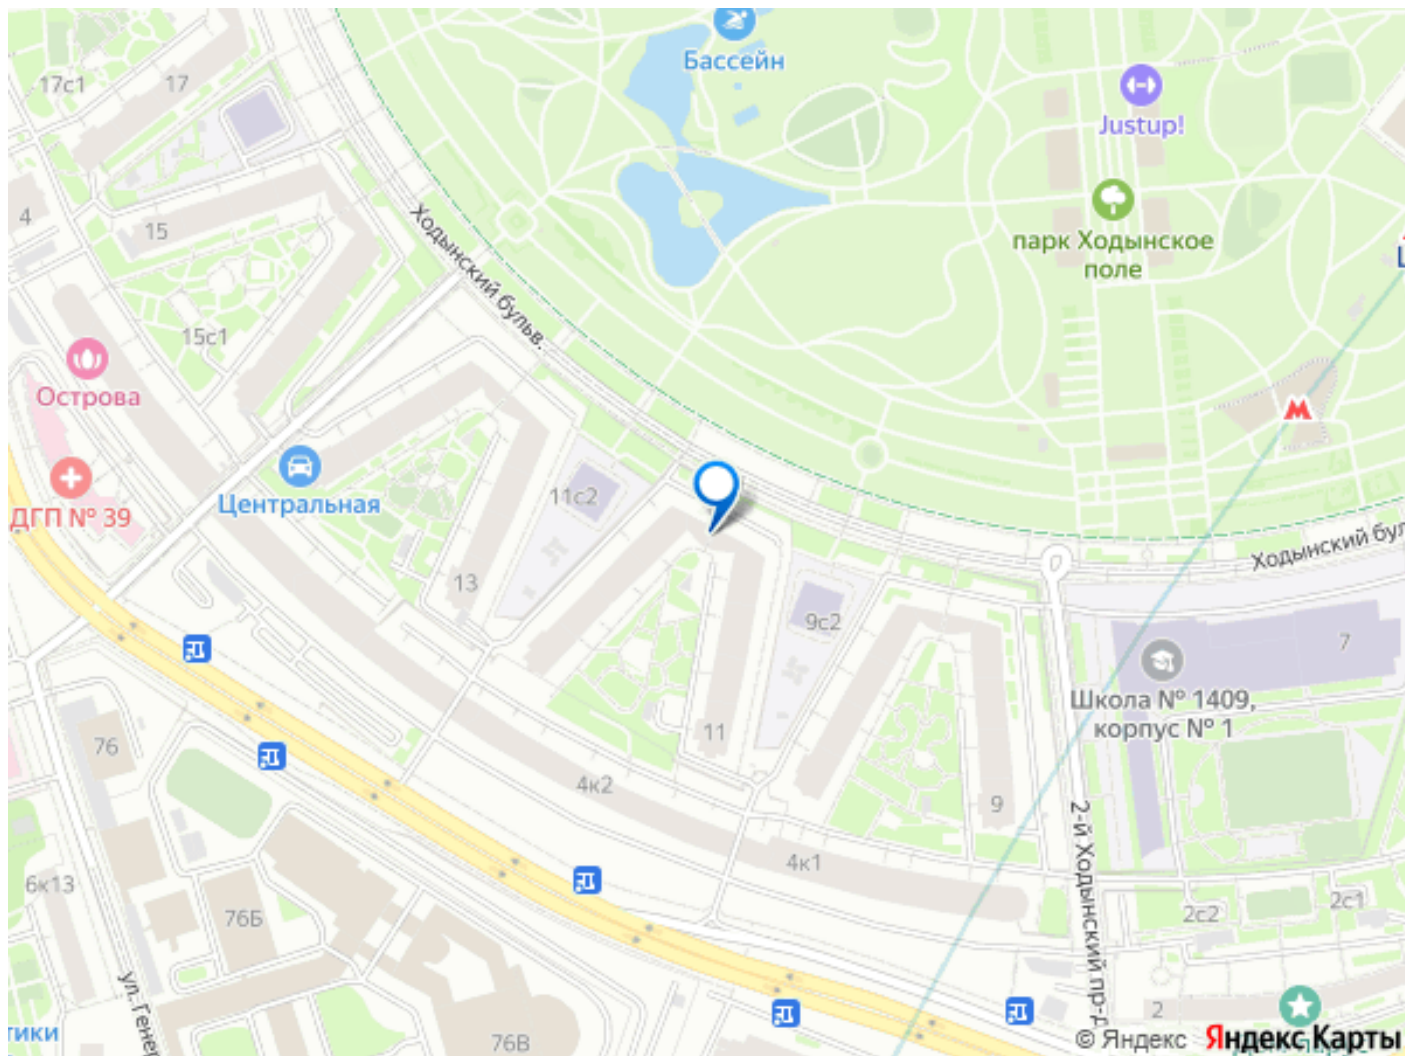 Бассейн
17с1
17
Justup!
4
15
Ходынский бульв.
парк Ходынское
поле
15с1
Острова
Центральная
11с2
ДГП № 39
Ходынский бул
13
9с2
7
Школа № 1409,
корпус № 1
11
76
4к2
9
2-й Ходынский пр-д
4к1
6к13
76Б
2с2
2с1
ул. Генер
2
тики
76В
© Яндекс Яндекс Карты